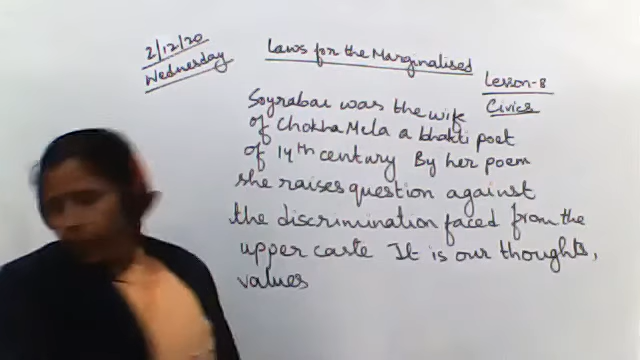 2/12/20
Wednesday
Laws for the Marginalised
Lesson-8
Civics
Soyrabai was the wife
of Chokha Mela a bhakti poet
of 14th century By her poem
she raises question against
the discrimination faced from the
upper caste It is our thoughts,
values